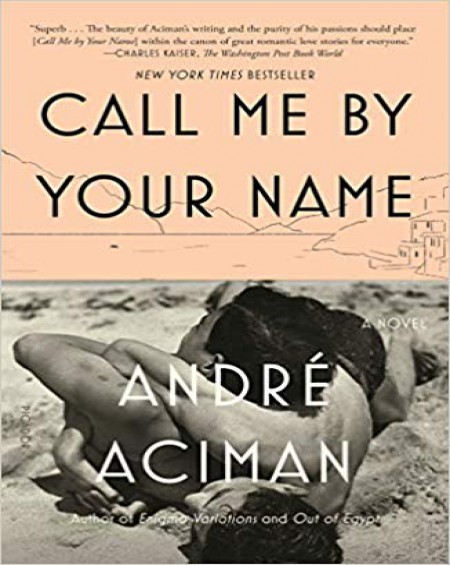 "Superb . . . The beauty of Aciman's writing and the purity of his passions should place
[Call Me by Your Name] within the canon of great romantic love stories for everyone."
—CHARLES KAISER, The Washington Post Book World
NEW YORK TIMES BESTSELLER
CALL ME BY
YOUR NAME
A NOVEL
ANDRÉ
ACIMAN
PICADOR
Author of Enigma Variations and Out of Egypt